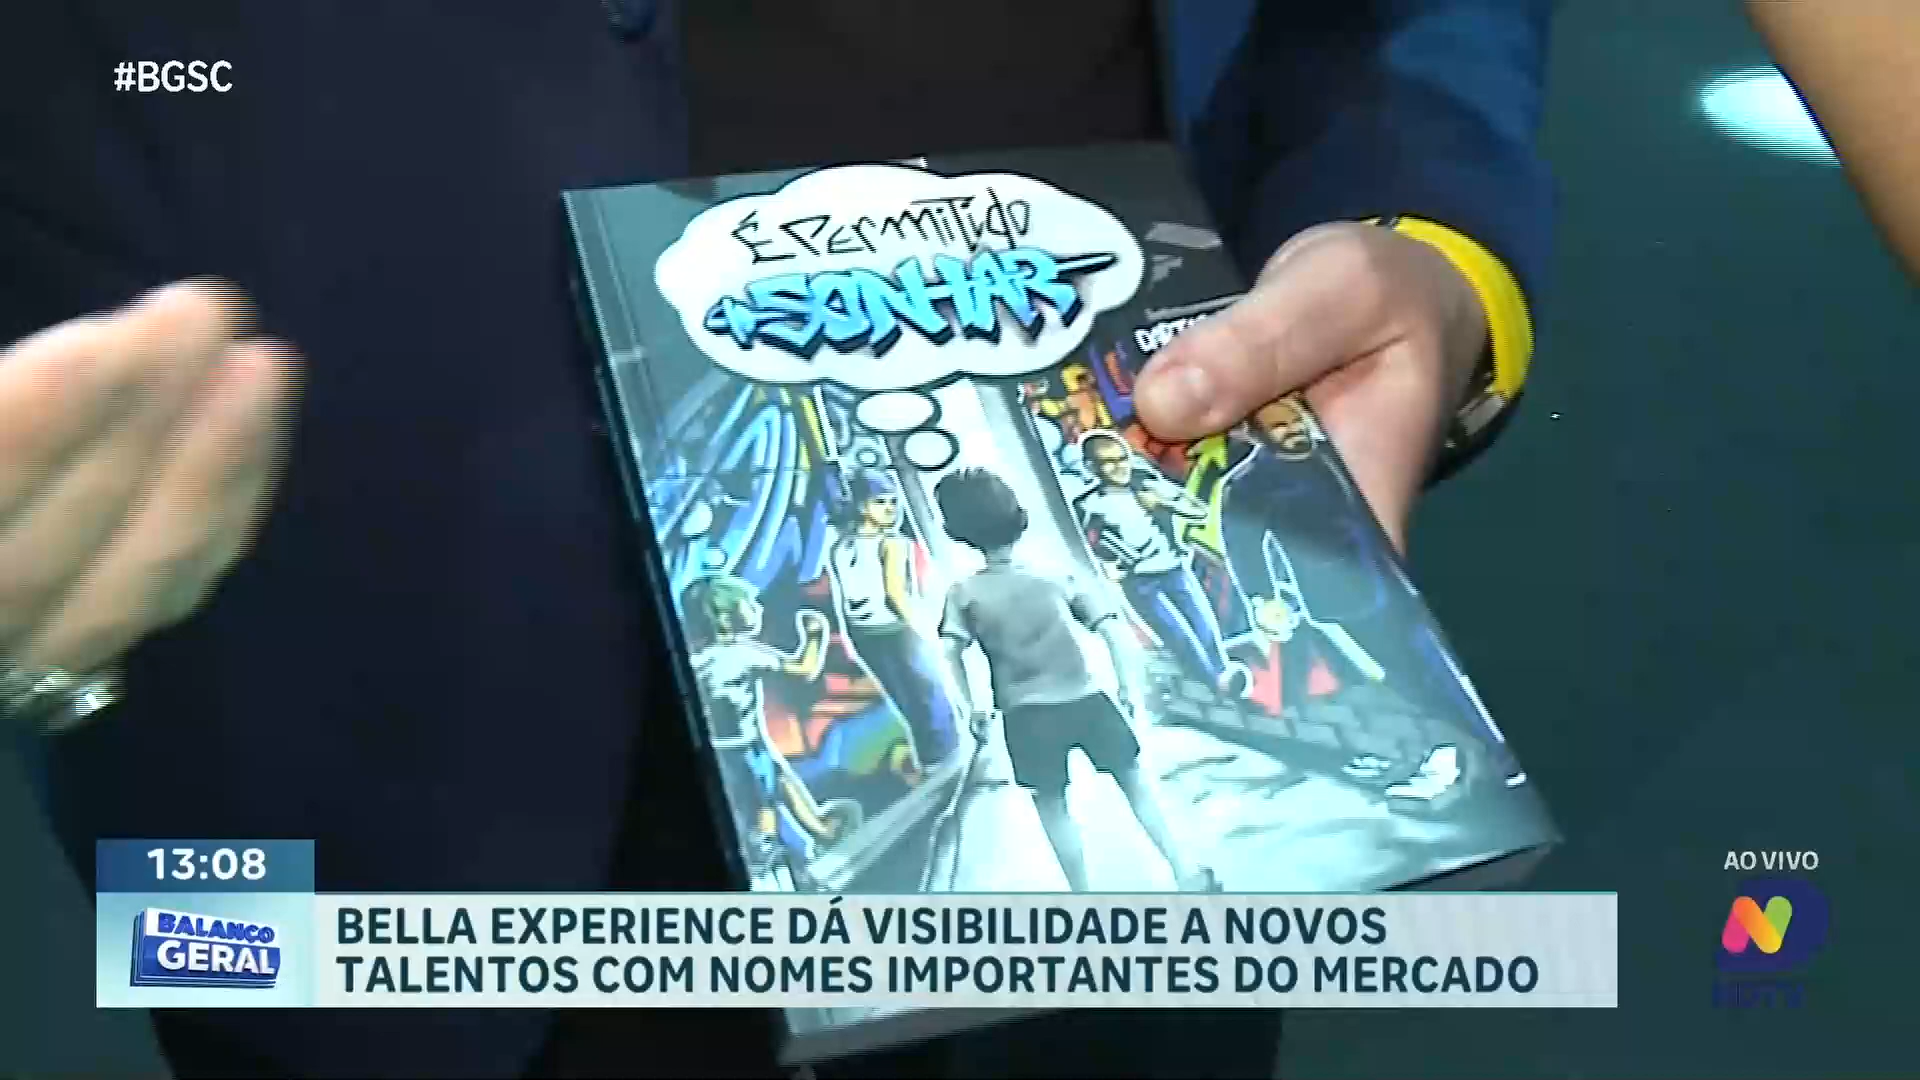 #BGSC
É PERMITIDO
SONHAR
13:08
AO VIVO
BALANÇO
GERAL
BELLA EXPERIENCE DÁ VISIBILIDADE A NOVOS
TALENTOS COM NOMES IMPORTANTES DO MERCADO
NDTV